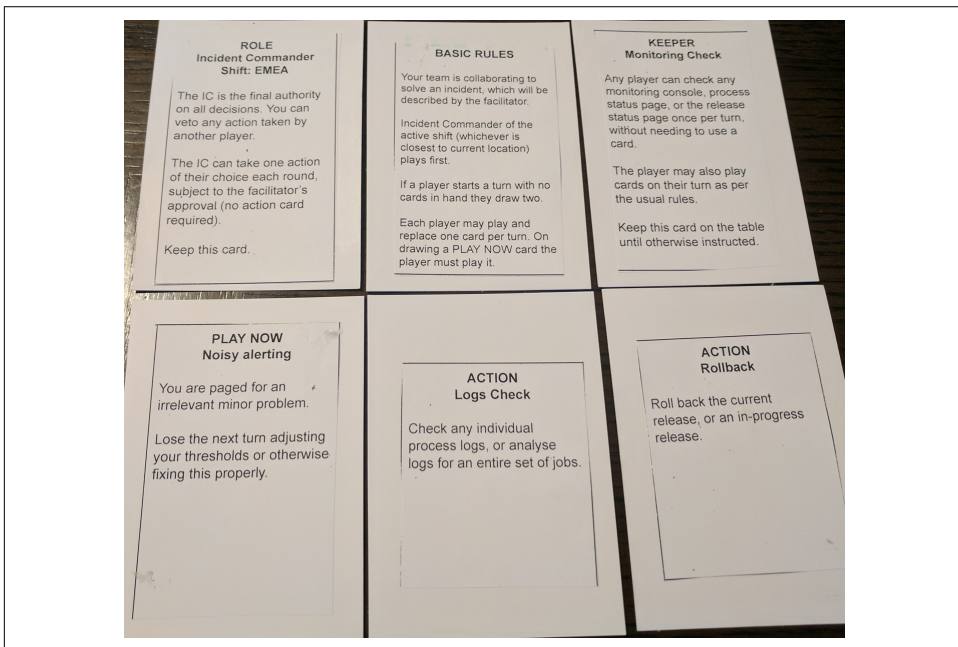 ROLE
Incident Commander
Shift: EMEA
The IC is the final authority
on all decisions. You can
veto any action taken by
another player.
The IC can take one action
of their choice each round,
subject to the facilitator's
approval (no action card
required).
Keep this card.
BASIC RULES
Your team is collaborating to
solve an incident, which will be
described by the facilitator.
Incident Commander of the
active shift (whichever is
closest to current location)
plays first.
If a player starts a turn with no
cards in hand they draw two.
Each player may play and
replace one card per turn. On
drawing a PLAY NOW card the
player must play it.
KEEPER
Monitoring Check
Any player can check any
monitoring console, process
status page, or the release
status page once per turn,
without needing to use a
card.
The player may also play
cards on their turn as per
the usual rules.
Keep this card on the table
until otherwise instructed.
PLAY NOW
Noisy alerting
You are paged for an
irrelevant minor problem.
Lose the next turn adjusting
your thresholds or otherwise
fixing this properly.
ACTION
Logs Check
Check any individual
process logs, or analyse
logs for an entire set of jobs.
ACTION
Rollback
Roll back the current
release, or an in-progress
release.